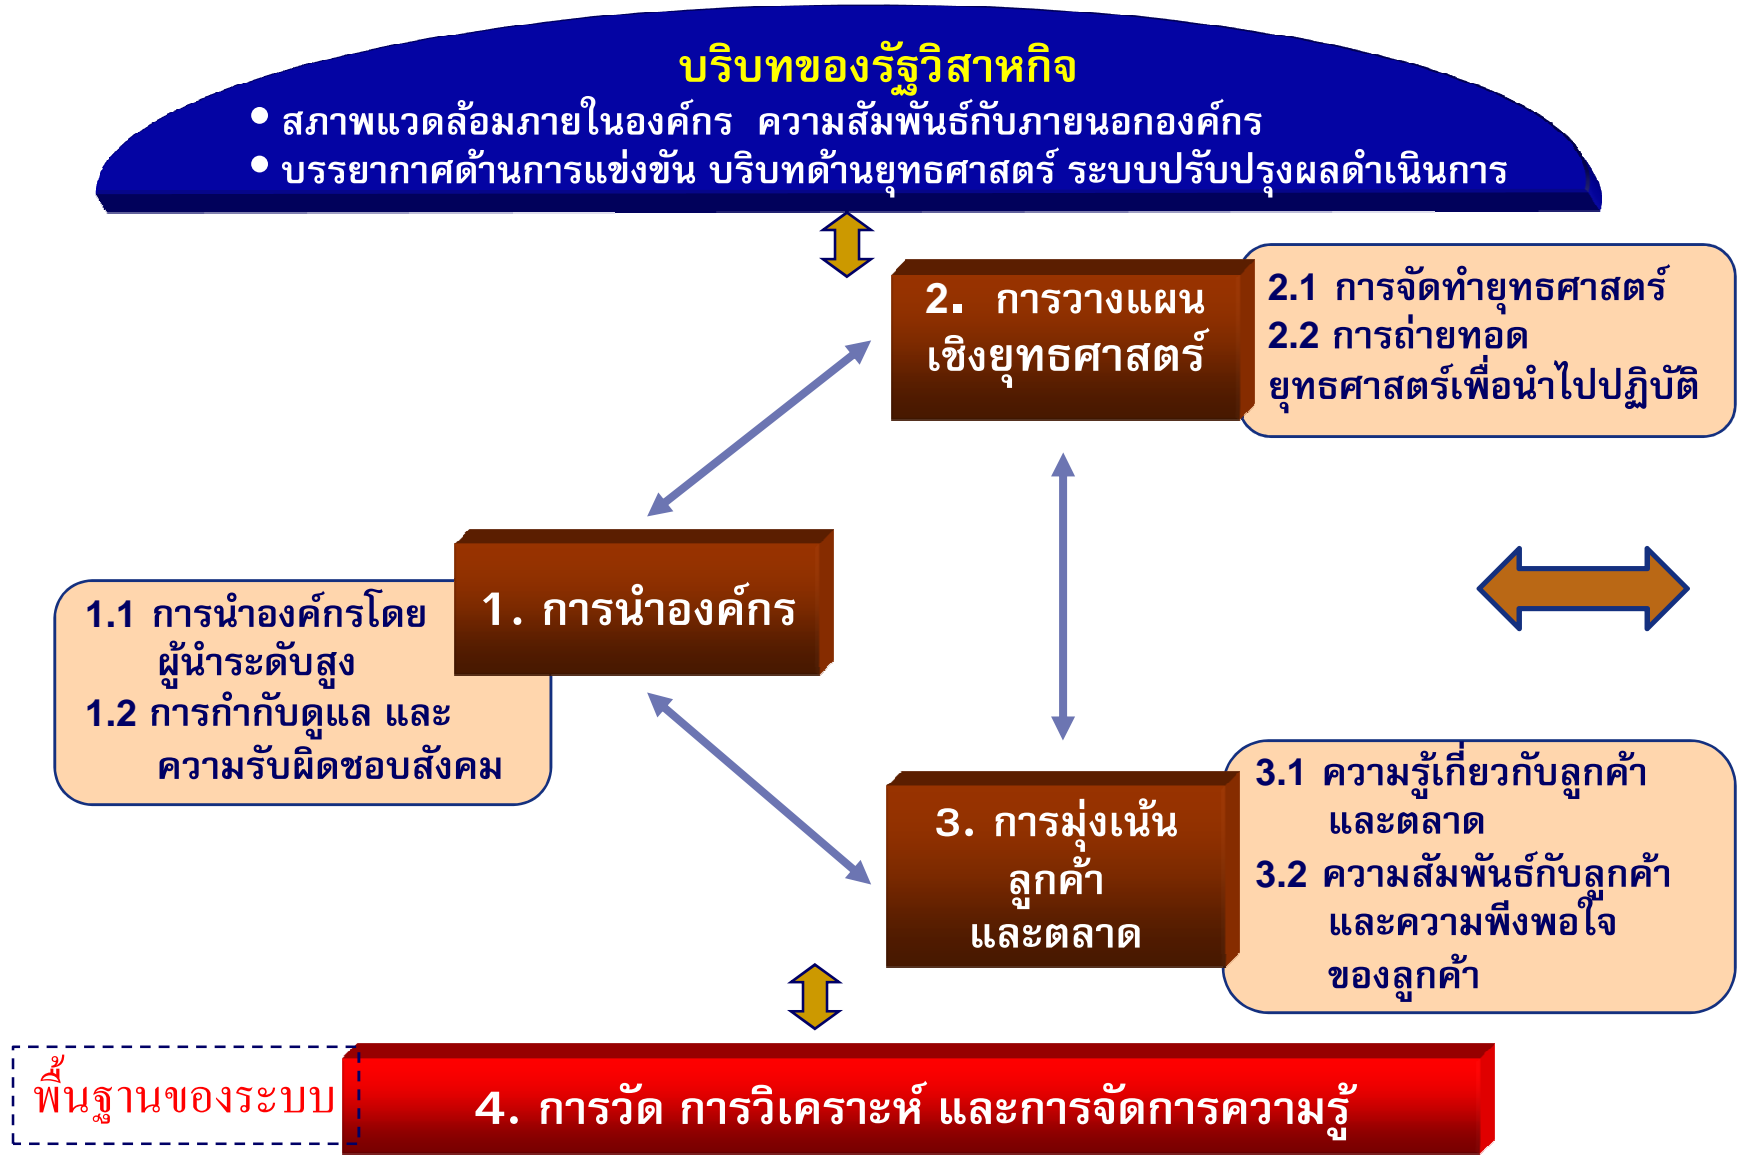 บริบทของรัฐวิสาหกิจ
• สภาพแวดล้อมภายในองค์กร ความสัมพันธ์กับภายนอกองค์กร
• บรรยากาศด้านการแข่งขัน บริบทด้านยุทธศาสตร์ ระบบปรับปรุงผลดำเนินการ
2. การวางแผน
เชิงยุทธศาสตร์
2.1 การจัดทำยุทธศาสตร์
2.2 การถ่ายทอด
ยุทธศาสตร์เพื่อนำไปปฏิบัติ
1. การนำองค์กร
1.1 การนำองค์กรโดย
ผู้นำระดับสูง
1.2 การกำกับดูแล และ
ความรับผิดชอบสังคม
3. การมุ่งเน้น
ลูกค้า
และตลาด
3.1 ความรู้เกี่ยวกับลูกค้า
และตลาด
3.2 ความสัมพันธ์กับลูกค้า
และความพึงพอใจ
ของลูกค้า
พื้นฐานของระบบ
4. การวัด การวิเคราะห์ และการจัดการความรู้